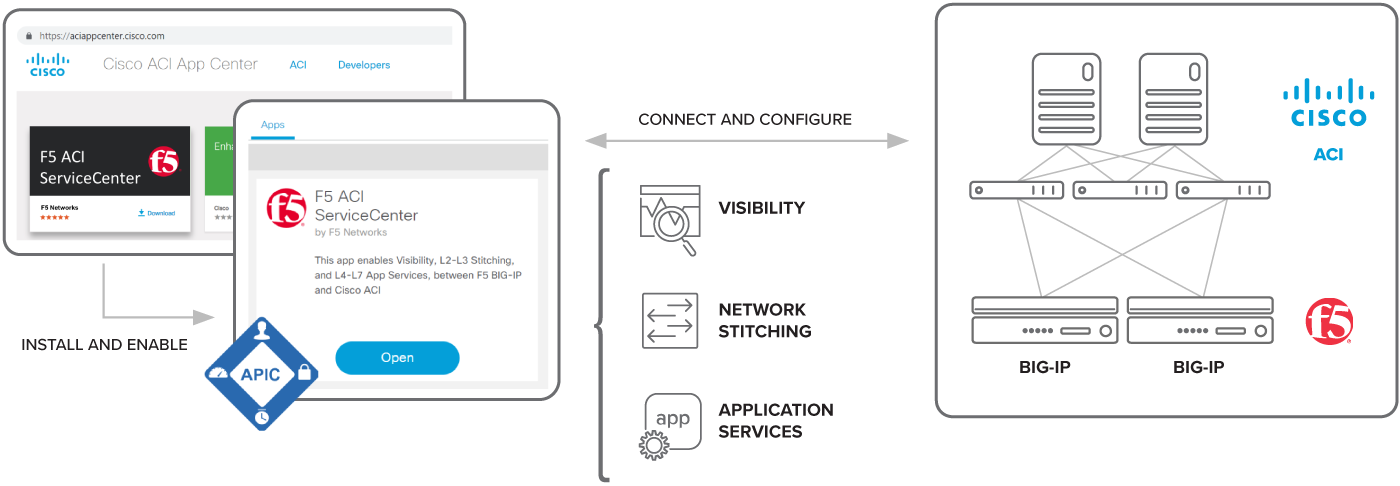 https://aciappcenter.cisco.com
CISCO
Cisco ACI App Center
ACI
Developers
F5 ACI
ServiceCenter
f5
F5 Networks
Download
Cisco
Apps
f5
F5 ACI
ServiceCenter
by F5 Networks
This app enables Visibility, L2-L3 Stitching,
and L4-L7 App Services, between F5 BIG-IP
and Cisco ACI
Open
APIC
INSTALL AND ENABLE
CONNECT AND CONFIGURE
VISIBILITY
NETWORK
STITCHING
app
APPLICATION
SERVICES
CISCO
ACI
f5
BIG-IP
BIG-IP